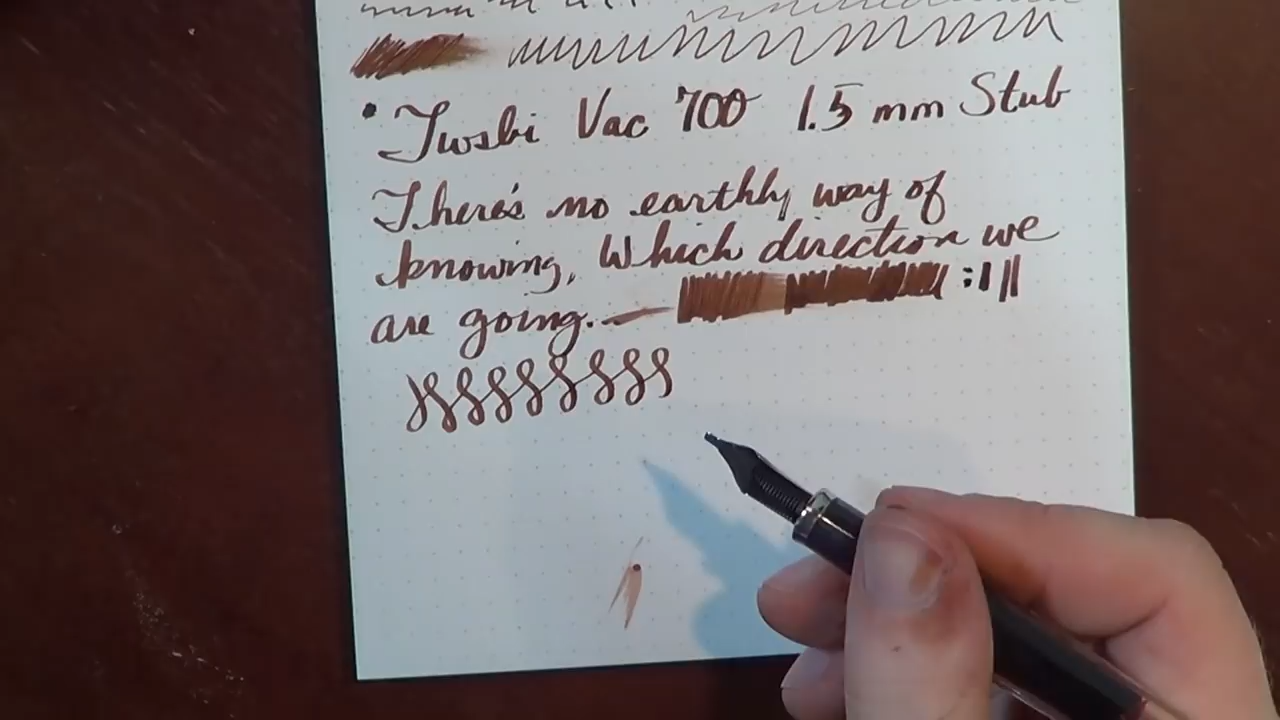 • Twsbi Vac 700 1.5 mm Stub
There's no earthly way of
knowing, Which direction we
are going.